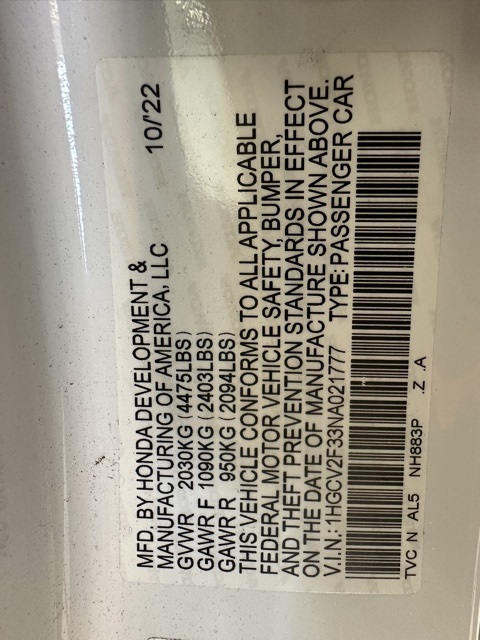 MFD. BY HONDA DEVELOPMENT &
MANUFACTURING OF AMERICA, LLC 10/'22
GVWR 2030KG (4475LBS)
GAWR F 1090KG (2403LBS)
GAWR R 950KG (2094LBS)
THIS VEHICLE CONFORMS TO ALL APPLICABLE
FEDERAL MOTOR VEHICLE SAFETY, BUMPER,
AND THEFT PREVENTION STANDARDS IN EFFECT
ON THE DATE OF MANUFACTURE SHOWN ABOVE.
V.I.N.: 1HGCV2F33NA021777 TYPE: PASSENGER CAR
TVC N AL5 NH883P .Z .A